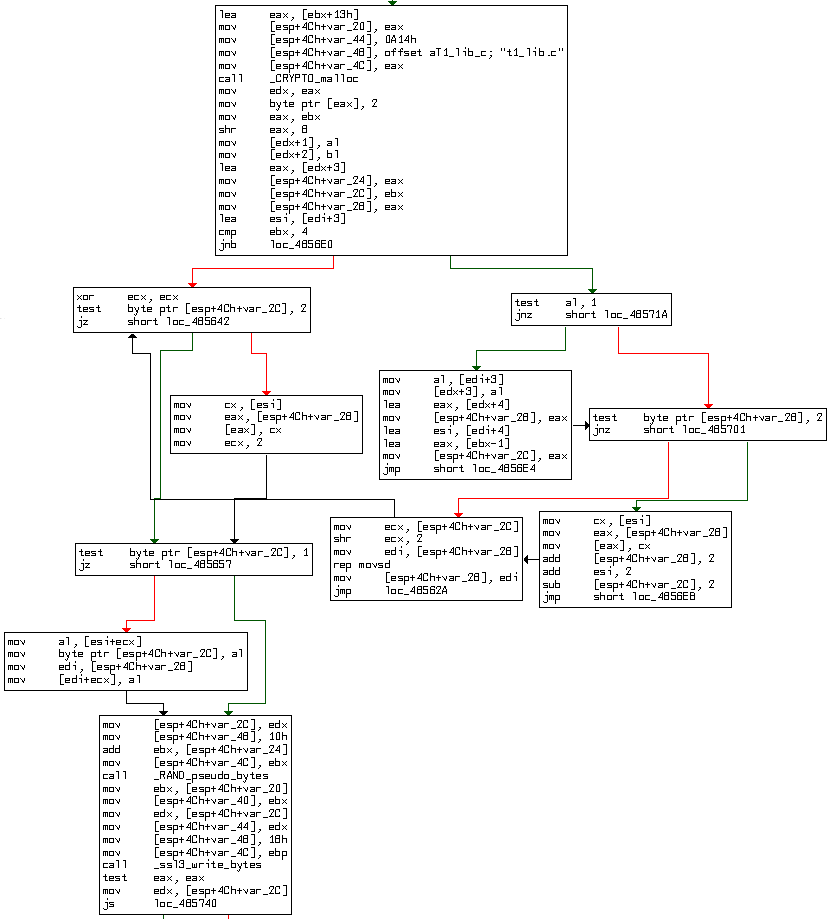 lea eax, [ebx+13h]
mov [esp+4Ch+var_20], eax
mov [esp+4Ch+var_44], 0A14h
mov [esp+4Ch+var_48], offset aT1_lib_c; "t1_lib.c"
mov [esp+4Ch+var_4C], eax
call _CRYPTO_malloc
mov edx, eax
mov byte ptr [eax], 2
mov eax, ebx
shr eax, 8
mov [edx+1], al
mov [edx+2], bl
lea eax, [edx+3]
mov [esp+4Ch+var_24], eax
mov [esp+4Ch+var_2C], ebx
mov [esp+4Ch+var_28], eax
lea esi, [edi+3]
cmp ebx, 4
jnb loc_4856E0
xor ecx, ecx
test byte ptr [esp+4Ch+var_2C], 2
jz short loc_485642
test al, 1
jnz short loc_48571A
mov cx, [esi]
mov eax, [esp+4Ch+var_28]
mov [eax], cx
mov ecx, 2
mov al, [edi+3]
mov [edx+3], al
lea eax, [edx+4]
mov [esp+4Ch+var_28], eax
lea esi, [edi+4]
lea eax, [ebx-1]
mov [esp+4Ch+var_2C], eax
jmp short loc_4856E4
test byte ptr [esp+4Ch+var_28], 2
jnz short loc_485701
mov ecx, [esp+4Ch+var_2C]
shr ecx, 2
mov edi, [esp+4Ch+var_28]
rep movsd
mov [esp+4Ch+var_28], edi
jmp loc_48562A
mov cx, [esi]
mov eax, [esp+4Ch+var_28]
mov [eax], cx
add [esp+4Ch+var_28], 2
add esi, 2
sub [esp+4Ch+var_2C], 2
jmp short loc_4856EB
test byte ptr [esp+4Ch+var_2C], 1
jz short loc_485657
mov al, [esi+ecx]
mov byte ptr [esp+4Ch+var_2C], al
mov edi, [esp+4Ch+var_28]
mov [edi+ecx], al
mov [esp+4Ch+var_2C], edx
mov [esp+4Ch+var_48], 10h
add ebx, [esp+4Ch+var_24]
mov [esp+4Ch+var_4C], ebx
call _RAND_pseudo_bytes
mov ebx, [esp+4Ch+var_20]
mov [esp+4Ch+var_40], ebx
mov edx, [esp+4Ch+var_2C]
mov [esp+4Ch+var_44], edx
mov [esp+4Ch+var_48], 18h
mov [esp+4Ch+var_4C], ebp
call _ssl3_write_bytes
test eax, eax
mov edx, [esp+4Ch+var_2C]
js loc_485740